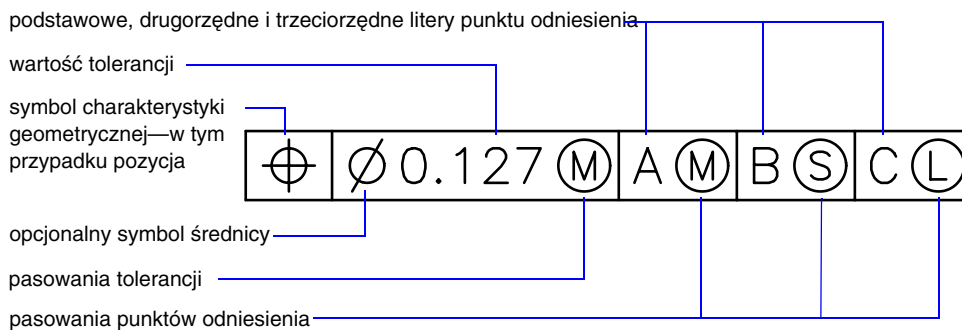 podstawowe, drugorzędne i trzeciorzędne litery punktu odniesienia
wartość tolerancji
symbol charakterystyki
geometrycznej—w tym
przypadku pozycja
⌖ ∅ 0.127 Ⓜ A Ⓜ B Ⓢ C Ⓛ
opcjonalny symbol średnicy
pasowania tolerancji
pasowania punktów odniesienia